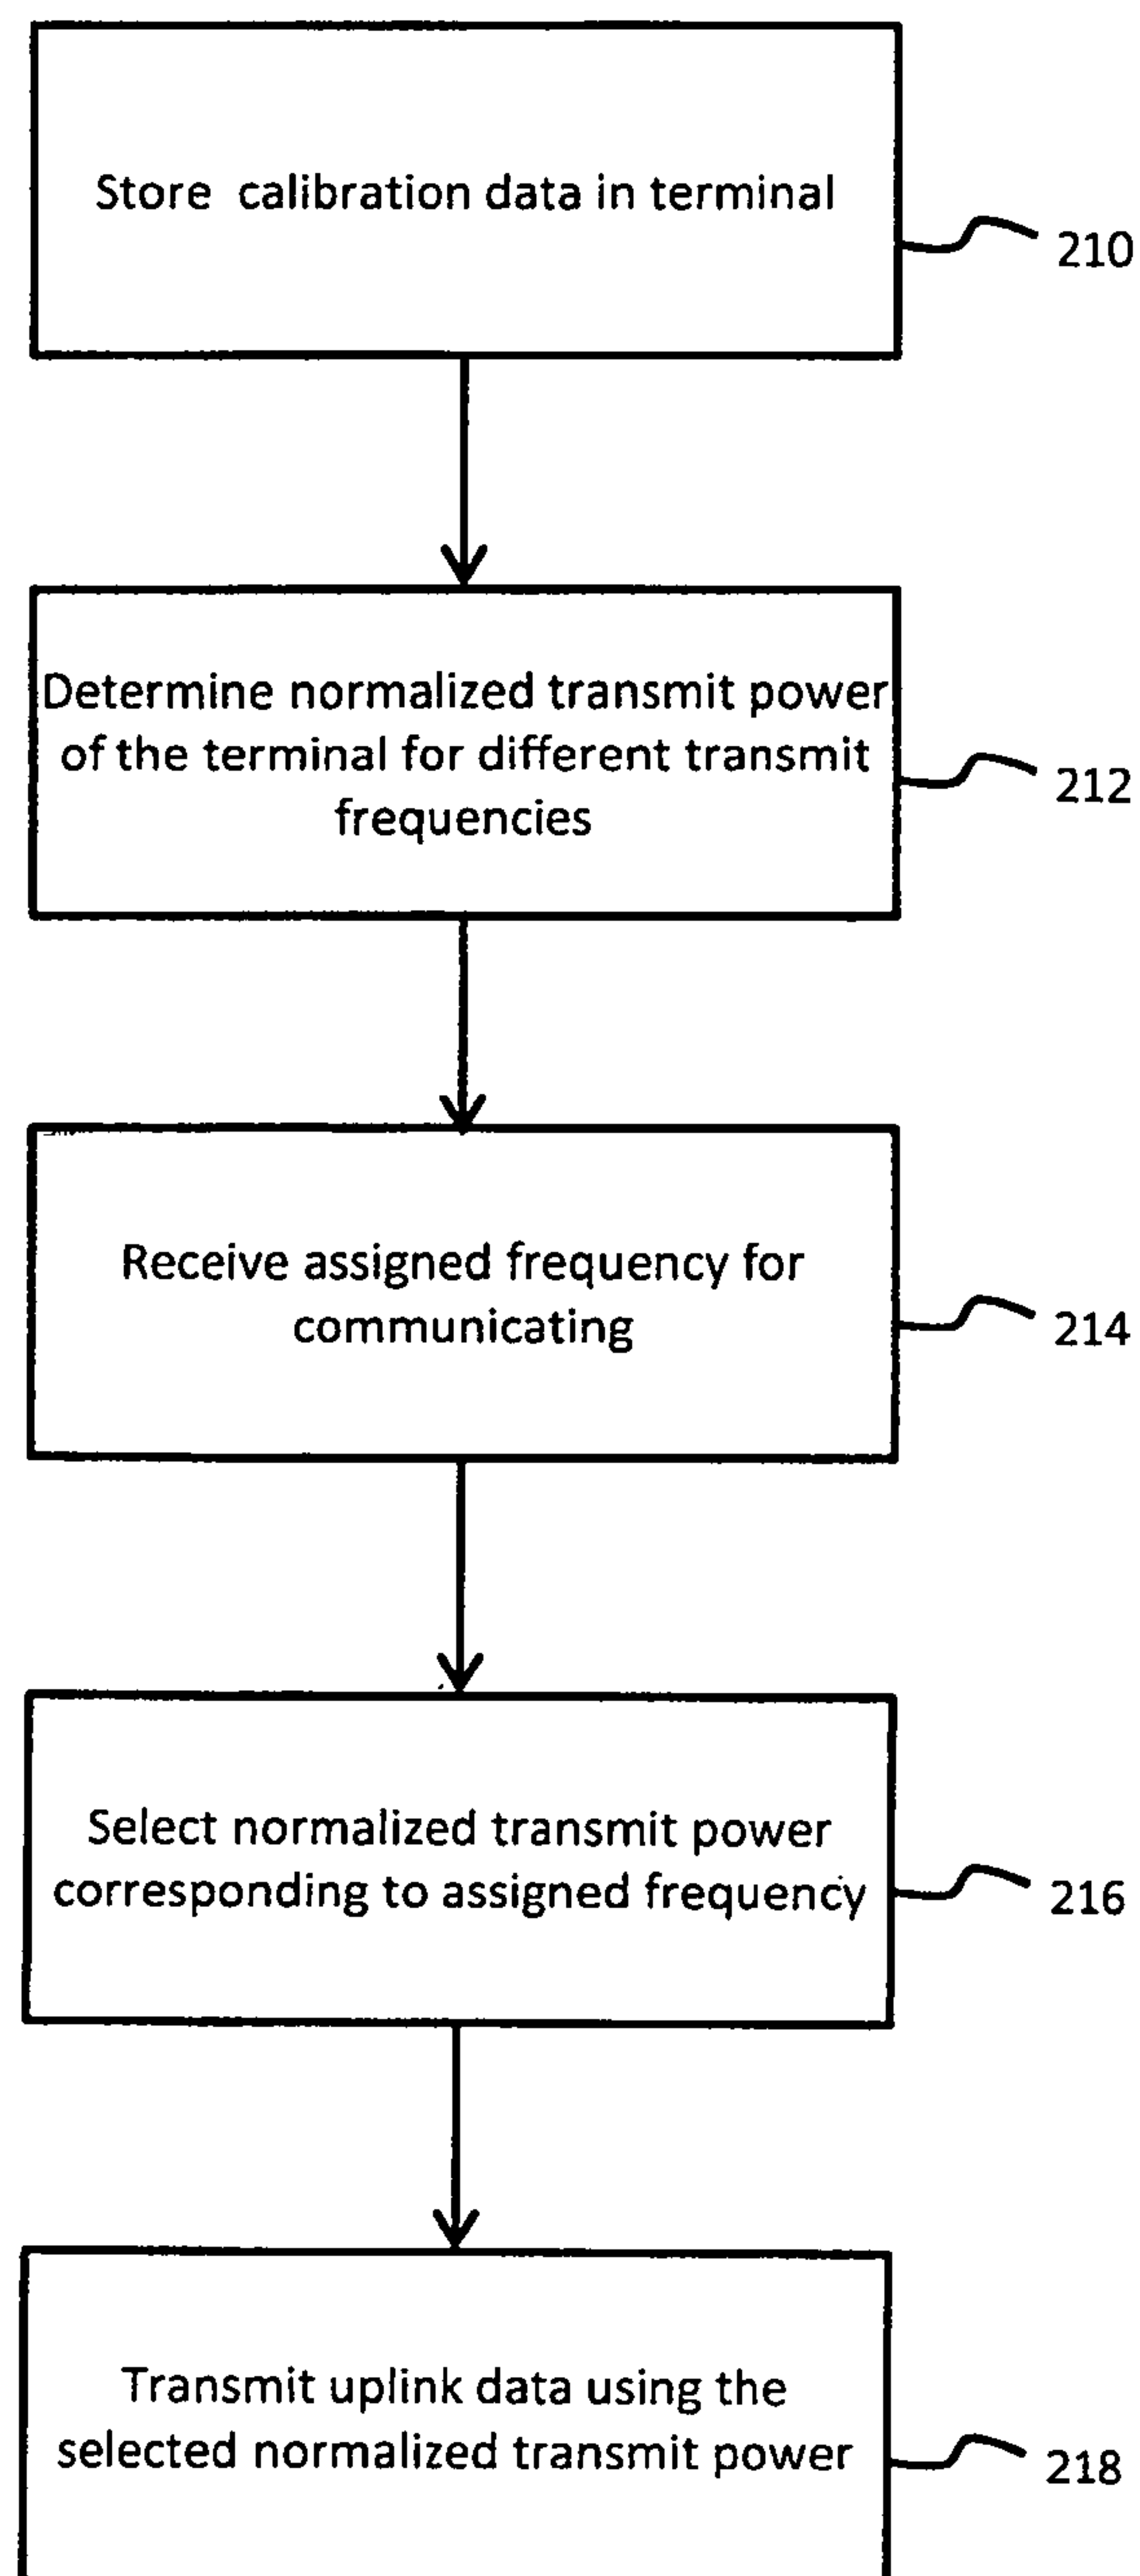 Store calibration data in terminal
210
Determine normalized transmit power
of the terminal for different transmit
frequencies
212
Receive assigned frequency for
communicating
214
Select normalized transmit power
corresponding to assigned frequency
216
Transmit uplink data using the
selected normalized transmit power
218